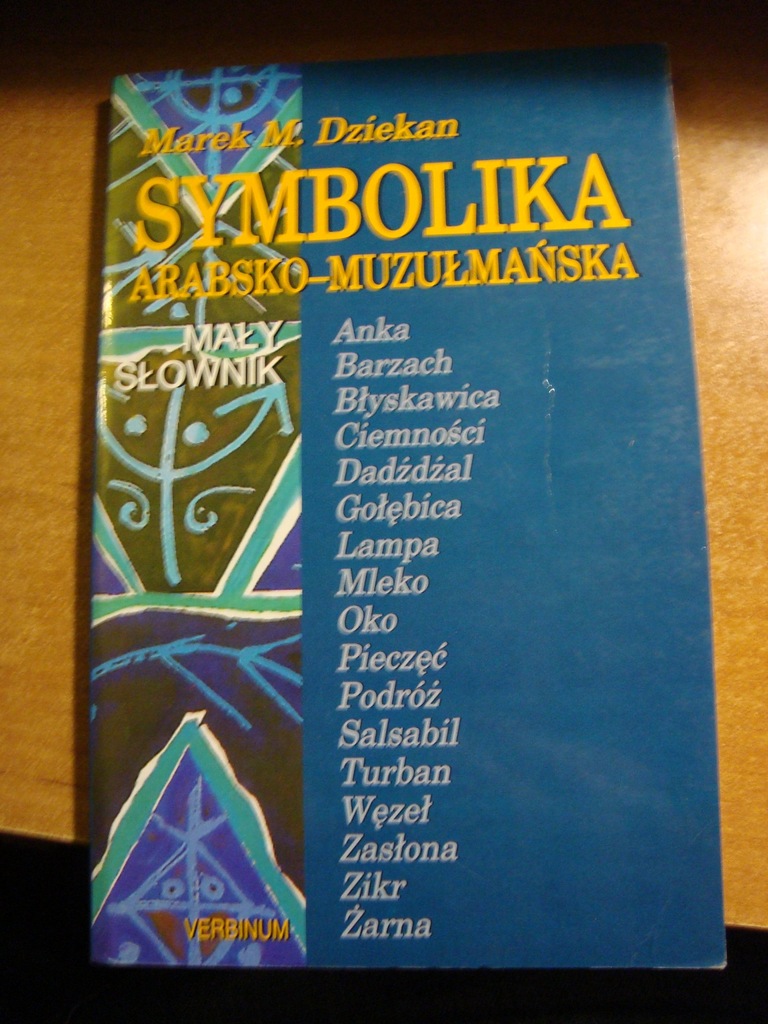 Marek M. Dziekan
SYMBOLIKA
ARABSKO-MUZUŁMAŃSKA
MAŁY
SŁOWNIK
Anka
Barzach
Błyskawica
Ciemności
Dadźdźal
Gołębica
Lampa
Mleko
Oko
Pieczęć
Podróż
Salsabil
Turban
Węzeł
Zasłona
Zikr
Żarna
VERBINUM